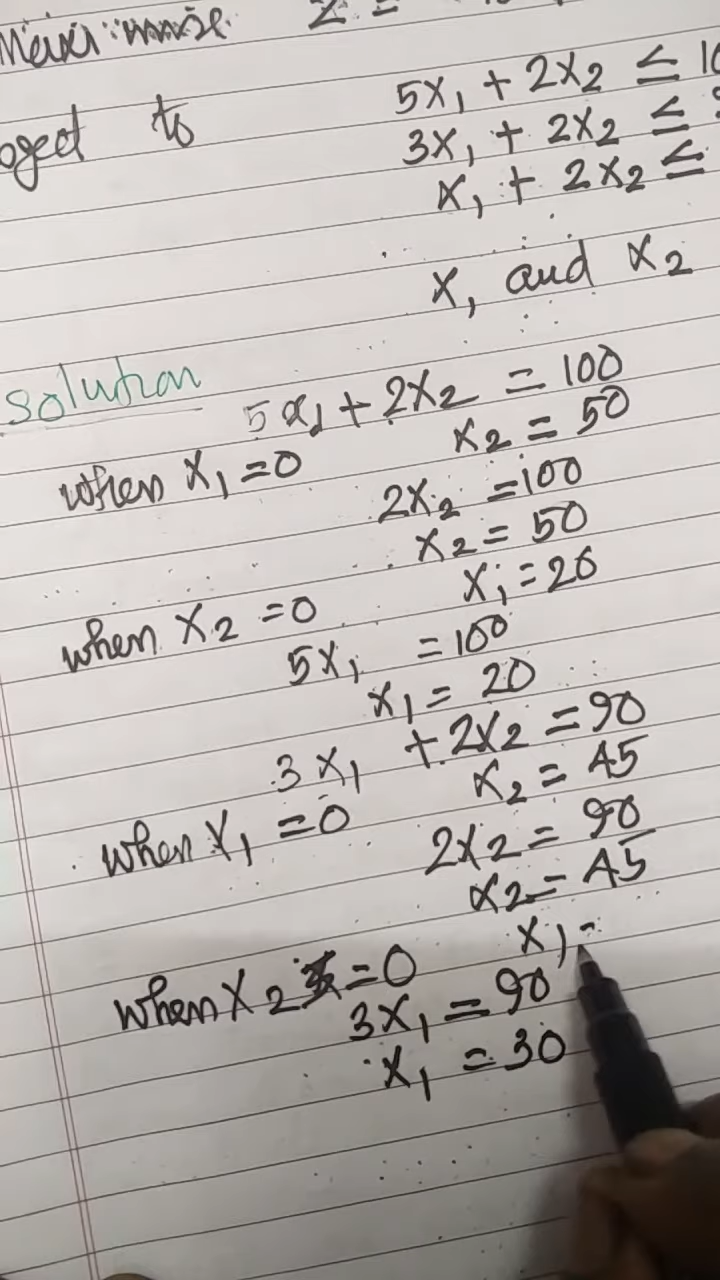 Maximize Z =
to 5x₁ + 2x₂ ≤ 10
3x₁ + 2x₂ ≤
x₁ + 2x₂ ≤
x₁ and x₂
solution
5x₁ + 2x₂ = 100
when x₁ = 0 x₂ = 50
2x₂ = 100
x₂ = 50
when x₂ = 0 x₁ = 20
5x₁ = 100
x₁ = 20
3x₁ + 2x₂ = 90
when x₁ = 0 x₂ = 45
2x₂ = 90
x₂ = 45
when x₂ = 0 x₁ =
3x₁ = 90
x₁ = 30